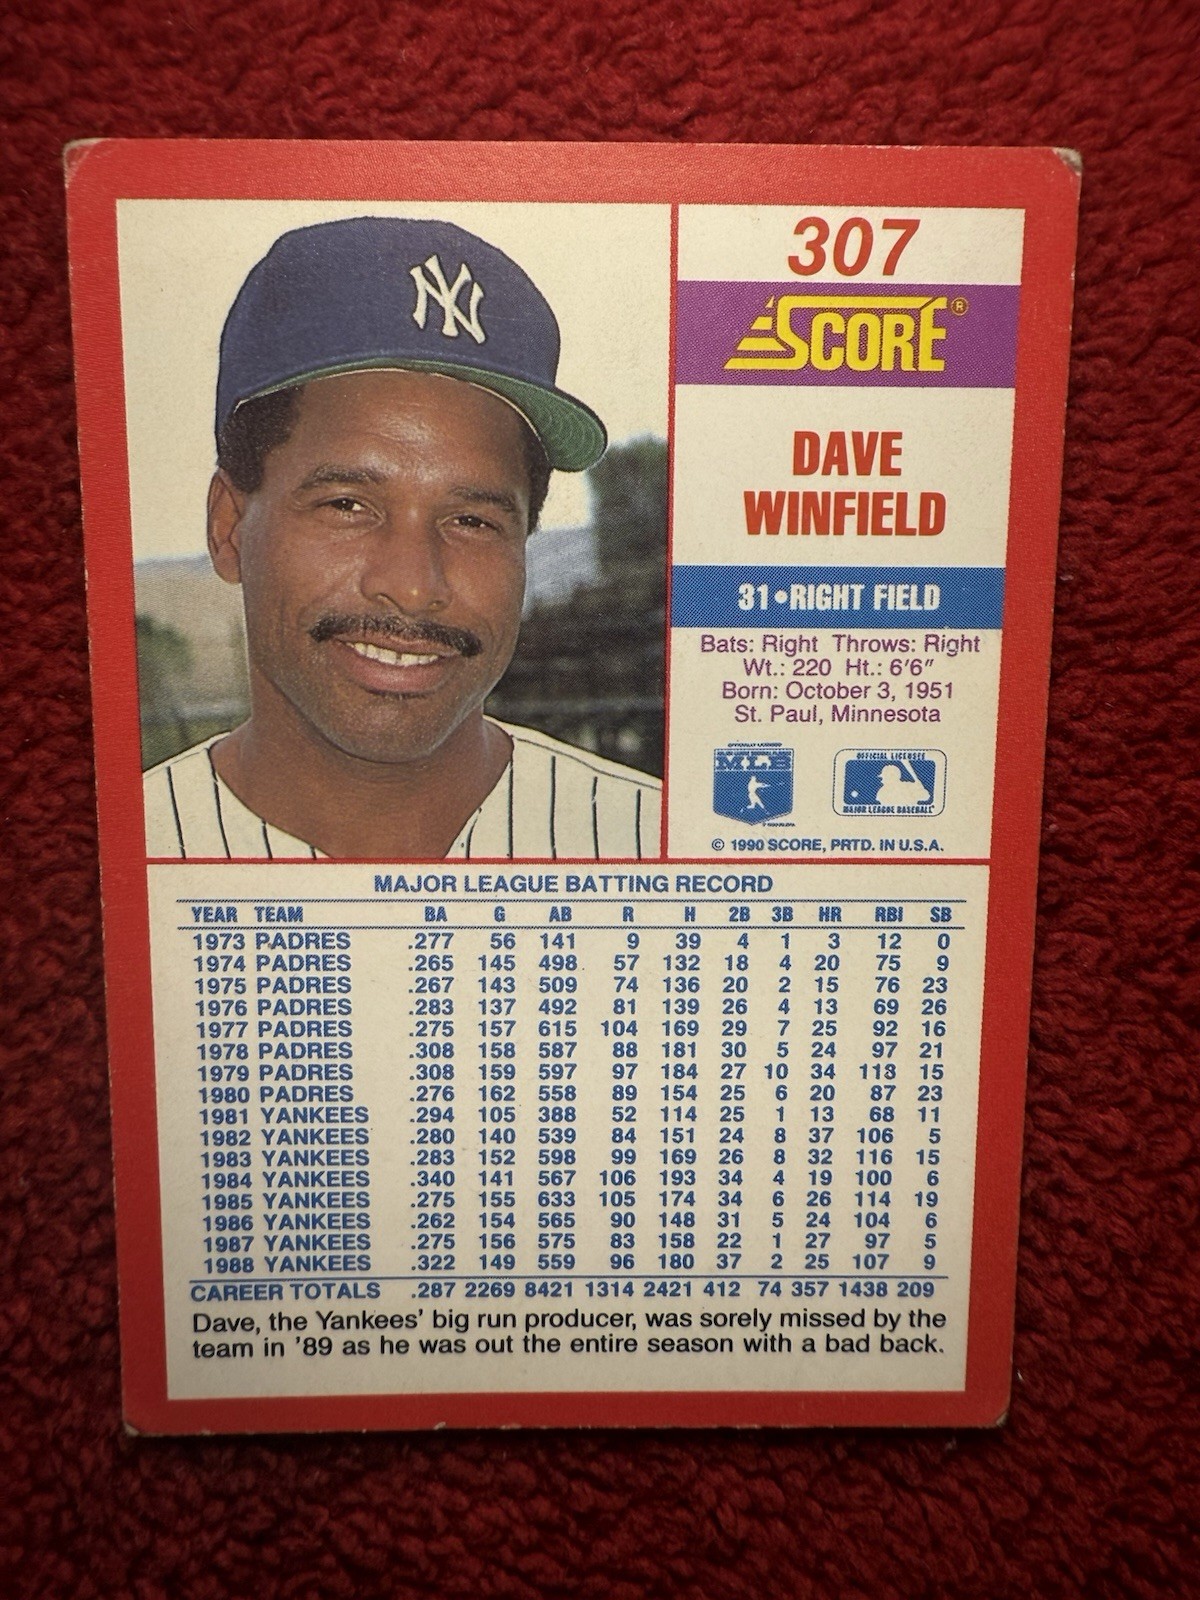 NY
307
SCORE®
DAVE
WINFIELD
31•RIGHT FIELD
Bats: Right Throws: Right
Wt.: 220 Ht.: 6'6"
Born: October 3, 1951
St. Paul, Minnesota
OFFICIALLY LICENSED
MAJOR LEAGUE BASEBALL PLAYERS
MLB
OFFICIAL LICENSEE
MAJOR LEAGUE BASEBALL
© 1990 SCORE, PRTD. IN U.S.A.
MAJOR LEAGUE BATTING RECORD
YEAR TEAM BA G AB R H 2B 3B HR RBI SB
1973 PADRES .277 56 141 9 39 4 1 3 12 0
1974 PADRES .265 145 498 57 132 18 4 20 75 9
1975 PADRES .267 143 509 74 136 20 2 15 76 23
1976 PADRES .283 137 492 81 139 26 4 13 69 26
1977 PADRES .275 157 615 104 169 29 7 25 92 16
1978 PADRES .308 158 587 88 181 30 5 24 97 21
1979 PADRES .308 159 597 97 184 27 10 34 118 15
1980 PADRES .276 162 558 89 154 25 6 20 87 23
1981 YANKEES .294 105 388 52 114 25 1 13 68 11
1982 YANKEES .280 140 539 84 151 24 8 37 106 5
1983 YANKEES .283 152 598 99 169 26 8 32 116 15
1984 YANKEES .340 141 567 106 193 34 4 19 100 6
1985 YANKEES .275 155 633 105 174 34 6 26 114 19
1986 YANKEES .262 154 565 90 148 31 5 24 104 6
1987 YANKEES .275 156 575 83 158 22 1 27 97 5
1988 YANKEES .322 149 559 96 180 37 2 25 107 9
CAREER TOTALS .287 2269 8421 1314 2421 412 74 357 1438 209
Dave, the Yankees' big run producer, was sorely missed by the
team in '89 as he was out the entire season with a bad back.